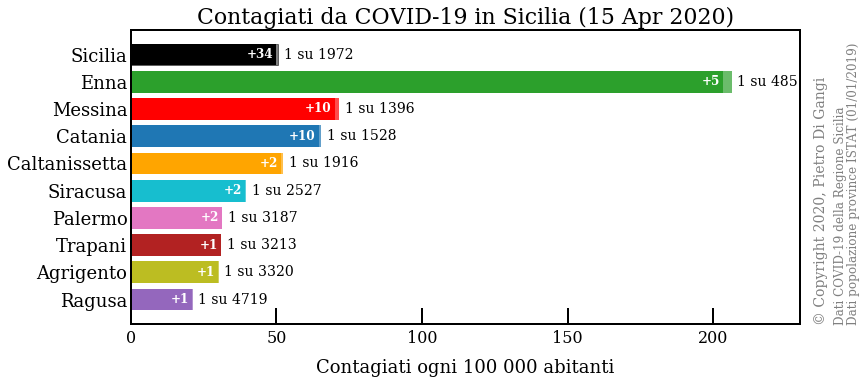 Contagiati da COVID-19 in Sicilia (15 Apr 2020)
Sicilia +34 1 su 1972
Enna +5 1 su 485
Messina +10 1 su 1396
Catania +10 1 su 1528
Caltanissetta +2 1 su 1916
Siracusa +2 1 su 2527
Palermo +2 1 su 3187
Trapani +1 1 su 3213
Agrigento +1 1 su 3320
Ragusa +1 1 su 4719
0 50 100 150 200
Contagiati ogni 100 000 abitanti
© Copyright 2020, Pietro Di Gangi
Dati COVID-19 della Regione Sicilia
Dati popolazione province ISTAT (01/01/2019)